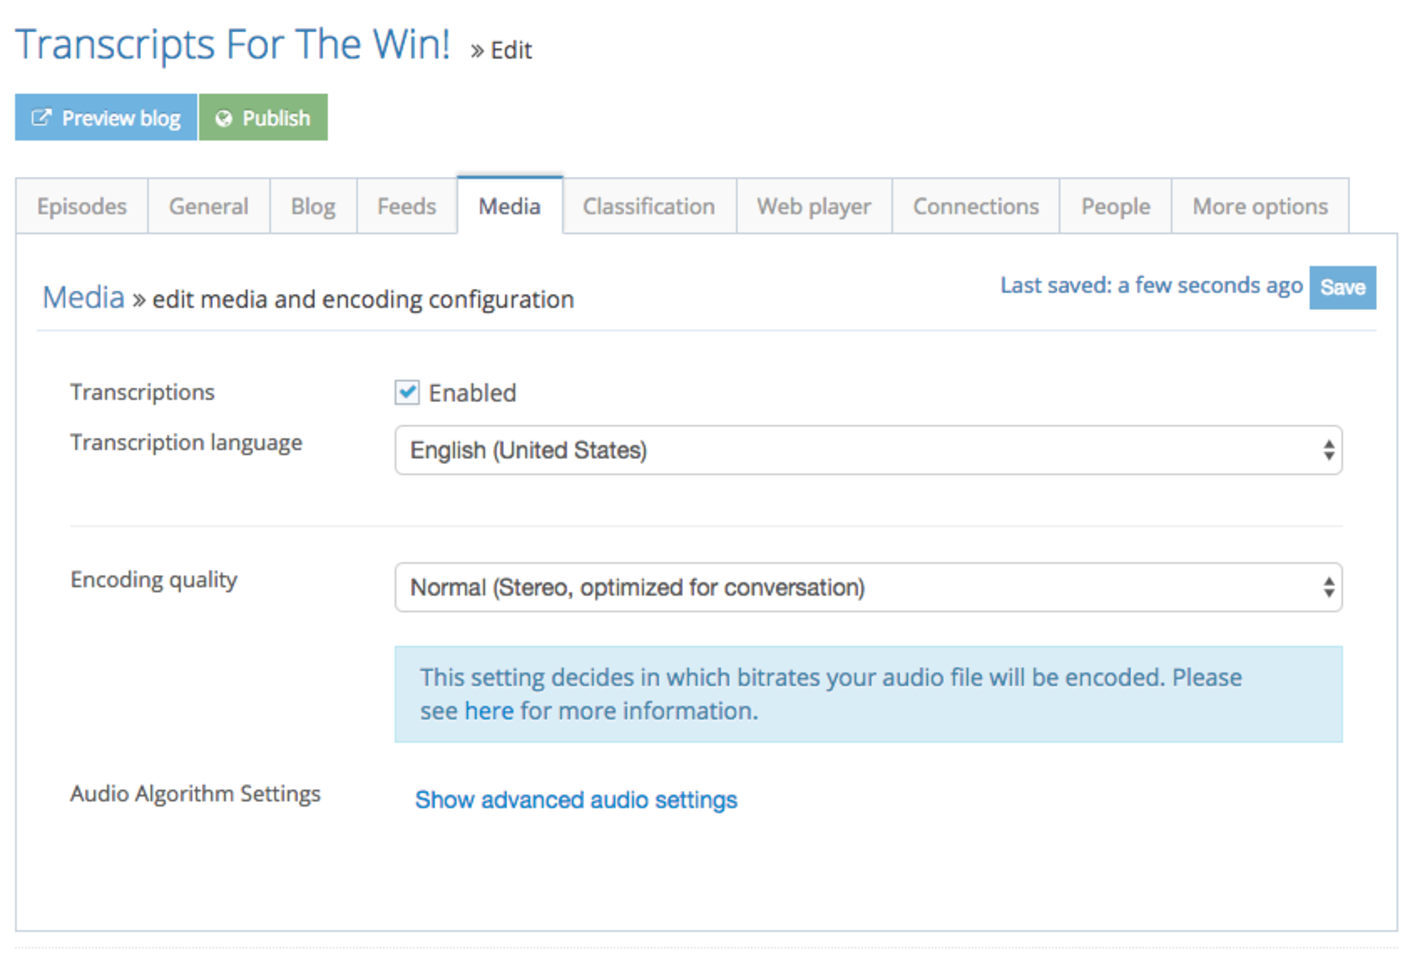 Transcripts For The Win! » Edit
Preview blog Publish
Episodes General Blog Feeds Media Classification Web player Connections People More options
Media » edit media and encoding configuration Last saved: a few seconds ago Save
Transcriptions Enabled
Transcription language English (United States)
Encoding quality Normal (Stereo, optimized for conversation)
This setting decides in which bitrates your audio file will be encoded. Please
see here for more information.
Audio Algorithm Settings Show advanced audio settings